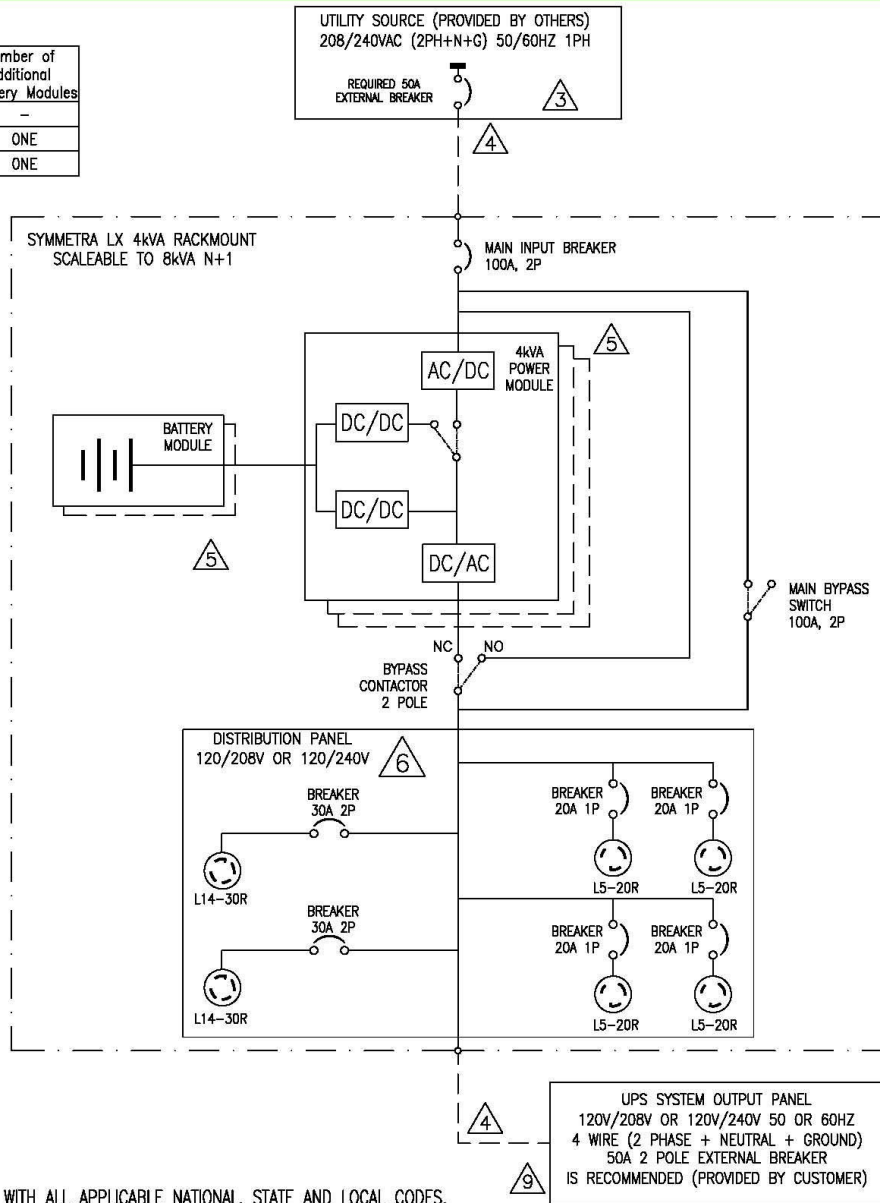 UTILITY SOURCE (PROVIDED BY OTHERS)
208/240VAC (2PH+N+G) 50/60HZ 1PH
REQUIRED 50A
EXTERNAL BREAKER
3
4
Modules
–
ONE
ONE
SYMMETRA LX 4kVA RACKMOUNT
SCALEABLE TO 8kVA N+1
MAIN INPUT BREAKER
100A, 2P
5
4kVA
POWER
MODULE
AC/DC
BATTERY
MODULE
DC/DC
DC/DC
5
DC/AC
MAIN BYPASS
SWITCH
100A, 2P
NC
NO
BYPASS
CONTACTOR
2 POLE
DISTRIBUTION PANEL
120/208V OR 120/240V
6
BREAKER
30A 2P
L14-30R
BREAKER
20A 1P
L5-20R
BREAKER
20A 1P
L5-20R
BREAKER
30A 2P
L14-30R
BREAKER
20A 1P
L5-20R
BREAKER
20A 1P
L5-20R
4
9
UPS SYSTEM OUTPUT PANEL
120V/208V OR 120V/240V 50 OR 60HZ
4 WIRE (2 PHASE + NEUTRAL + GROUND)
50A 2 POLE EXTERNAL BREAKER
IS RECOMMENDED (PROVIDED BY CUSTOMER)
WITH ALL APPLICABLE NATIONAL, STATE AND LOCAL CODES.